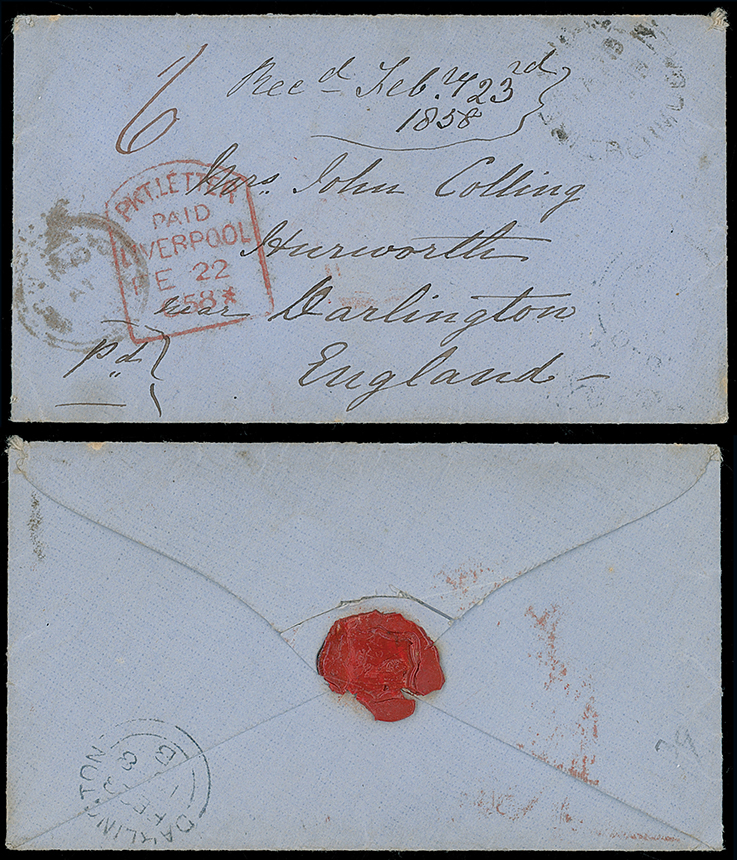 6
Recd Feby 23rd
1858
Mrs. John Colling
Hurworth
near Darlington
England
Pd
PKT.LETTER
PAID
LIVERPOOL
FE 22
58
DARLINGTON